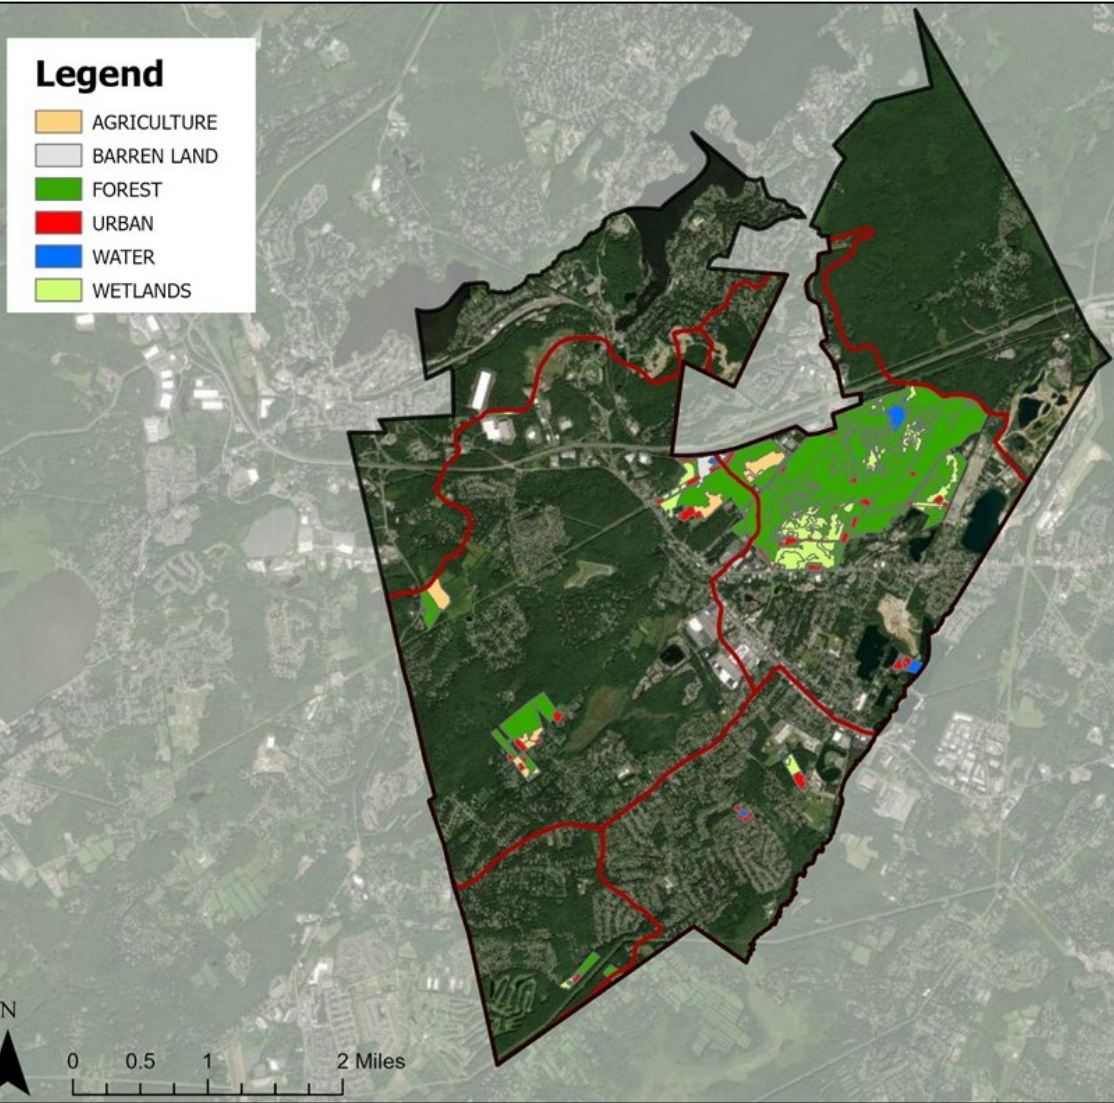 Legend
AGRICULTURE
BARREN LAND
FOREST
URBAN
WATER
WETLANDS
N
0 0.5 1 2 Miles